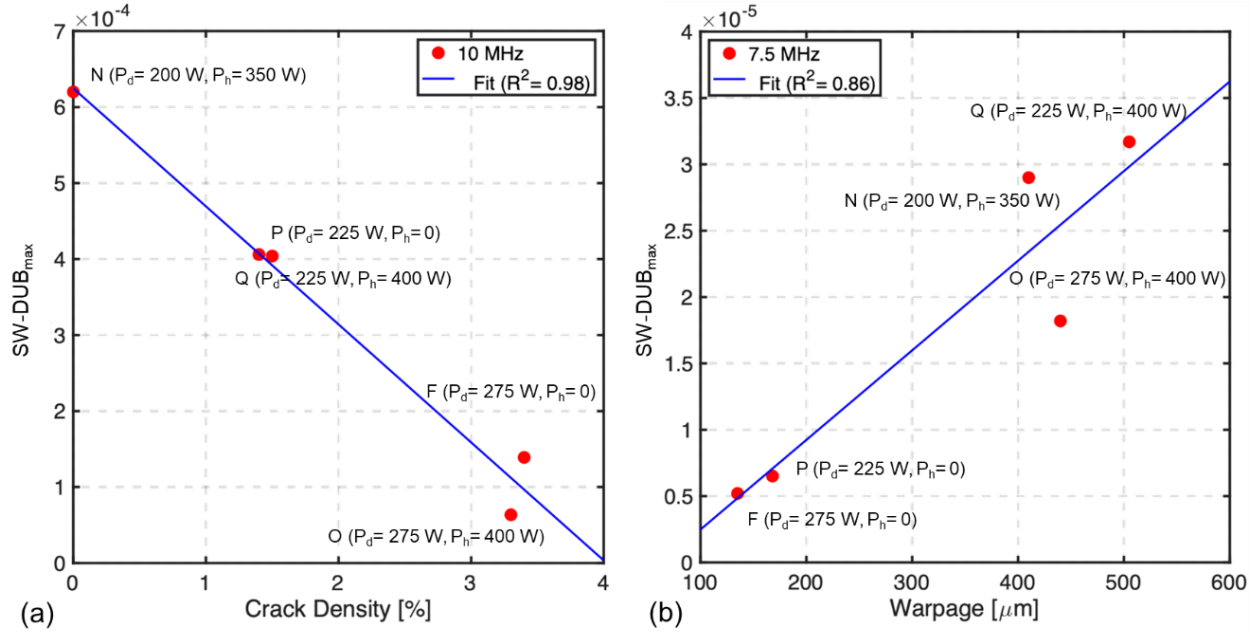 ×10⁻⁴
7
6
5
4
3
2
1
0
SW-DUBmax
N (Pd= 200 W, Ph= 350 W)
10 MHz
Fit (R²= 0.98)
P (Pd= 225 W, Ph= 0)
Q (Pd= 225 W, Ph= 400 W)
F (Pd= 275 W, Ph= 0)
O (Pd= 275 W, Ph= 400 W)
0 1 2 3 4
(a) Crack Density [%]
×10⁻⁵
4
3.5
3
2.5
2
1.5
1
0.5
0
SW-DUBmax
7.5 MHz
Fit (R²= 0.86)
Q (Pd= 225 W, Ph= 400 W)
N (Pd= 200 W, Ph= 350 W)
O (Pd= 275 W, Ph= 400 W)
P (Pd= 225 W, Ph= 0)
F (Pd= 275 W, Ph= 0)
100 200 300 400 500 600
(b) Warpage [μm]